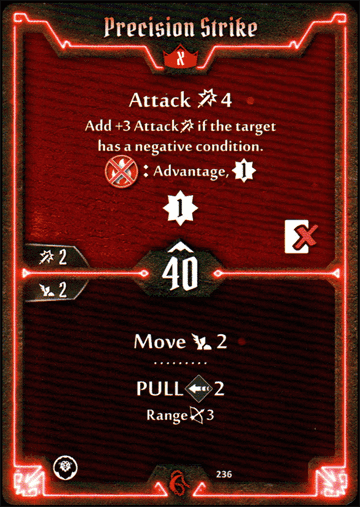 Precision Strike
X
Attack 4
Add +3 Attack if the target
has a negative condition.
: Advantage, 1
1
2
40
2
Move 2
PULL 2
Range 3
236